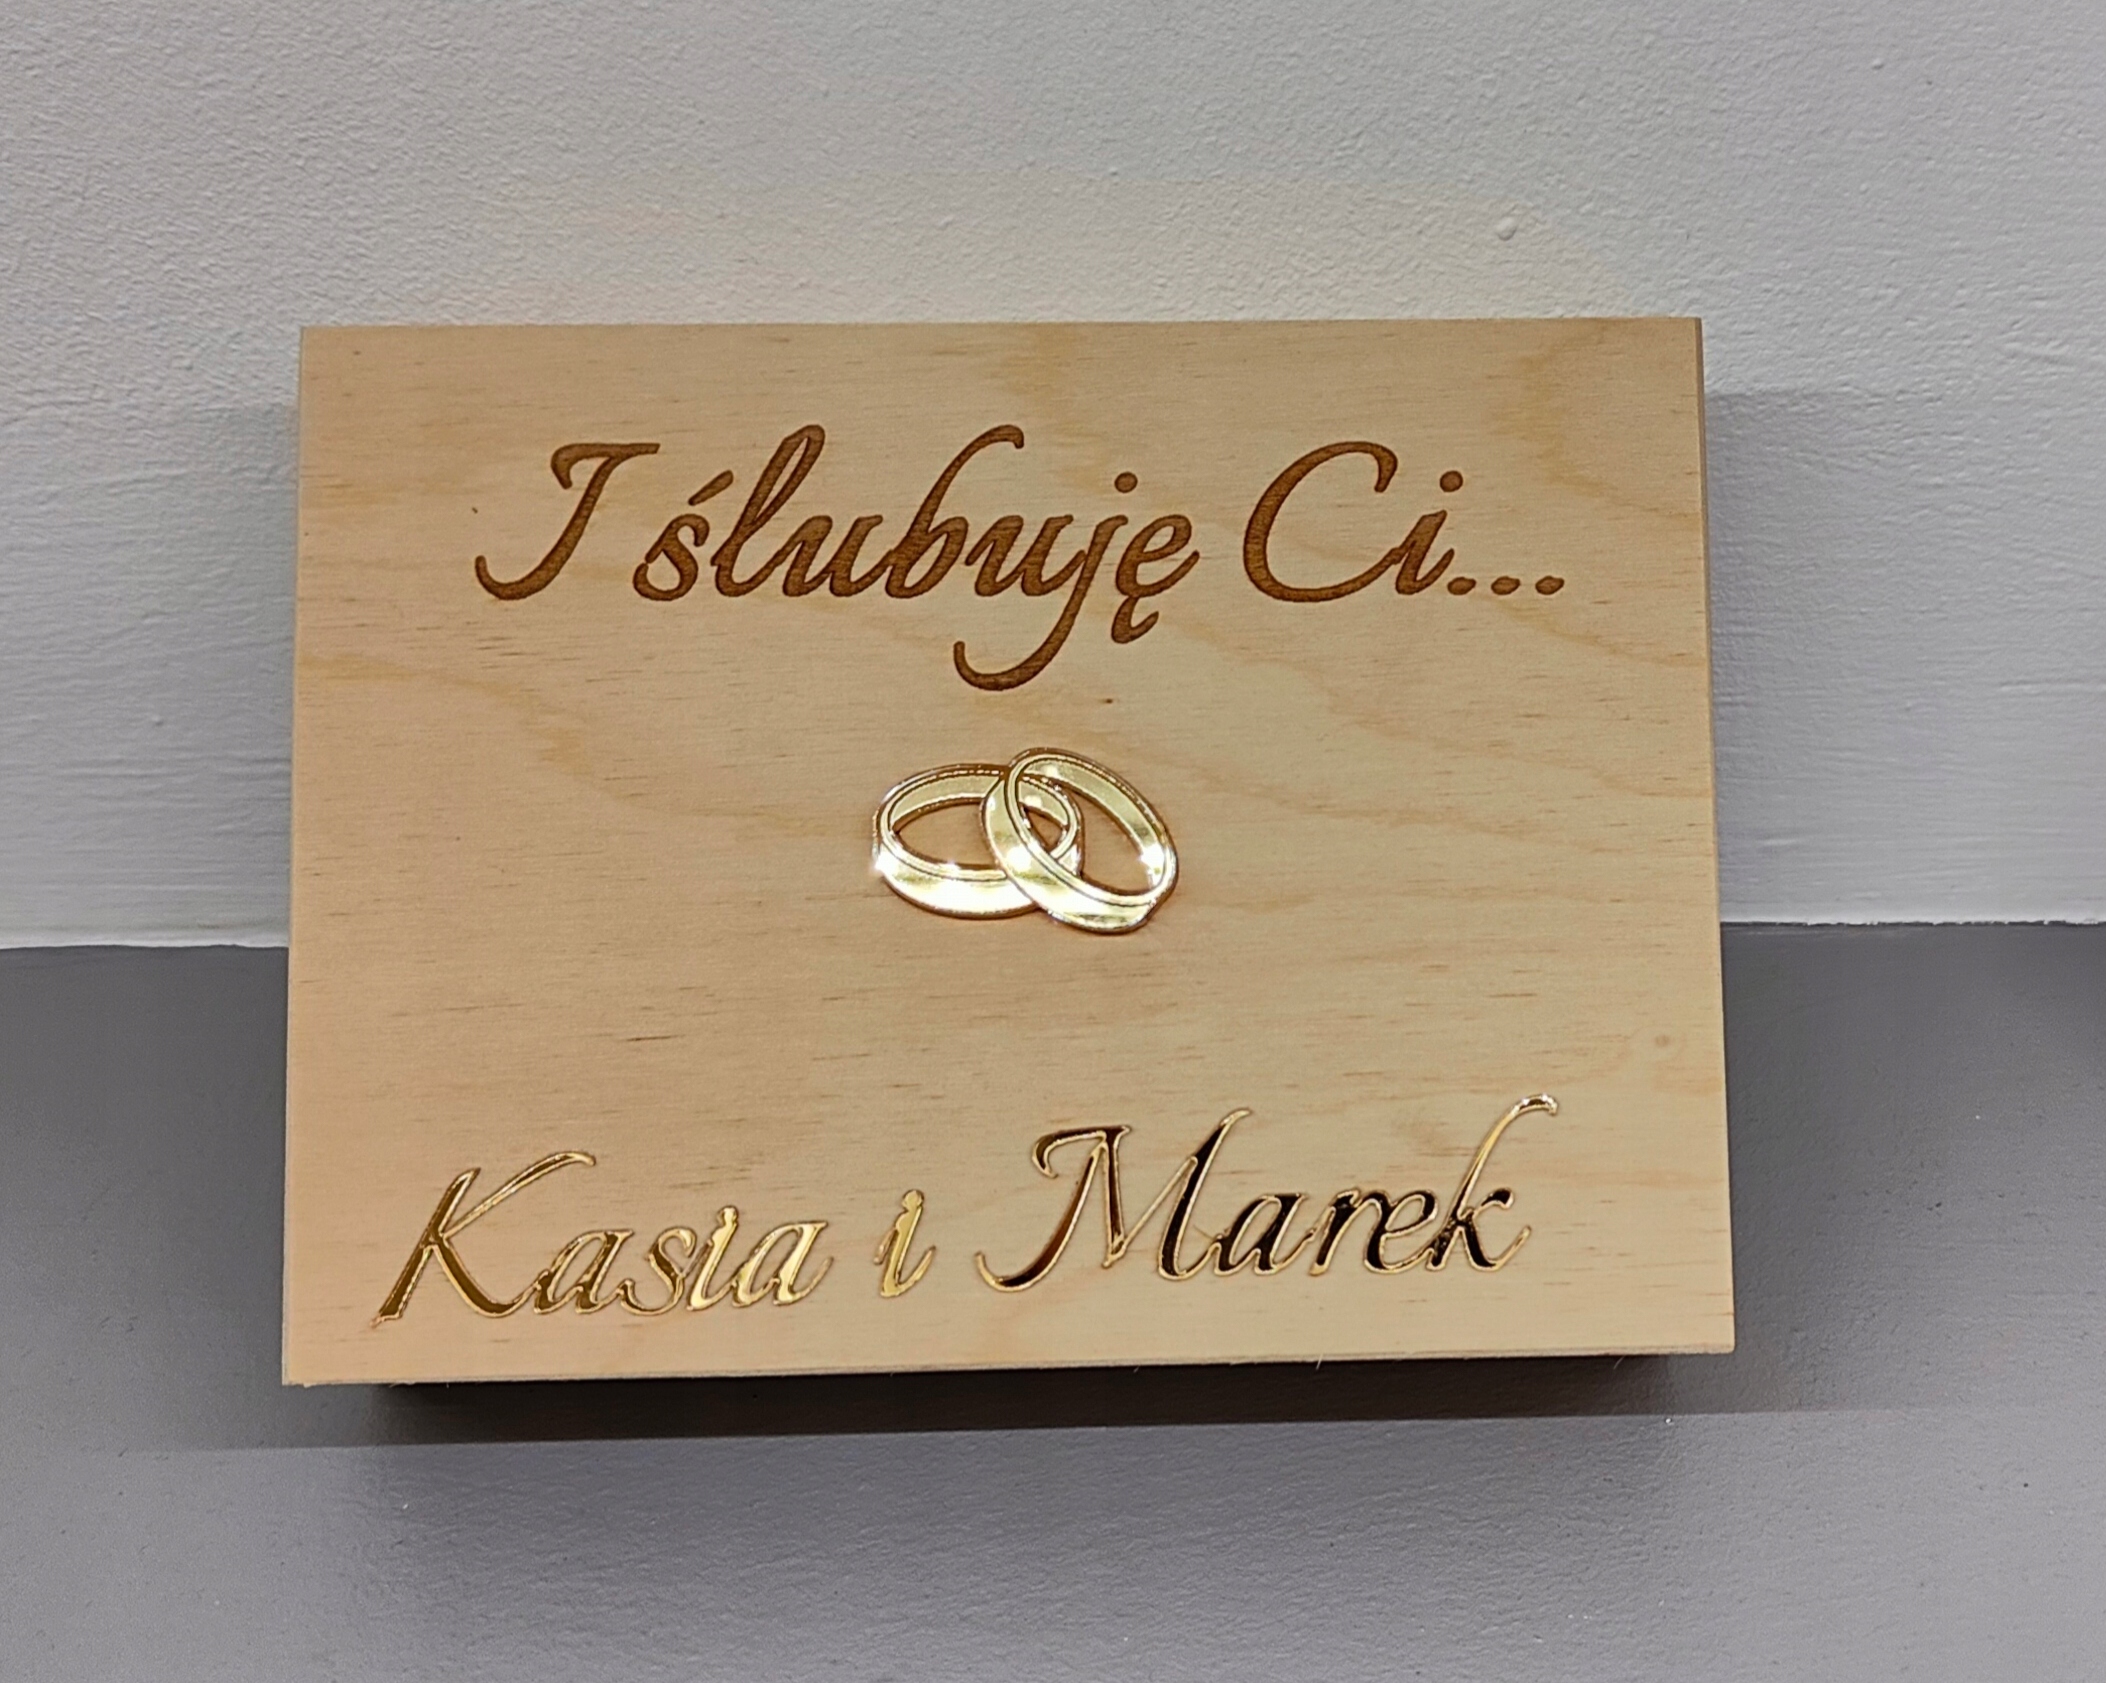 I ślubuję Ci...
Kasia i Marek